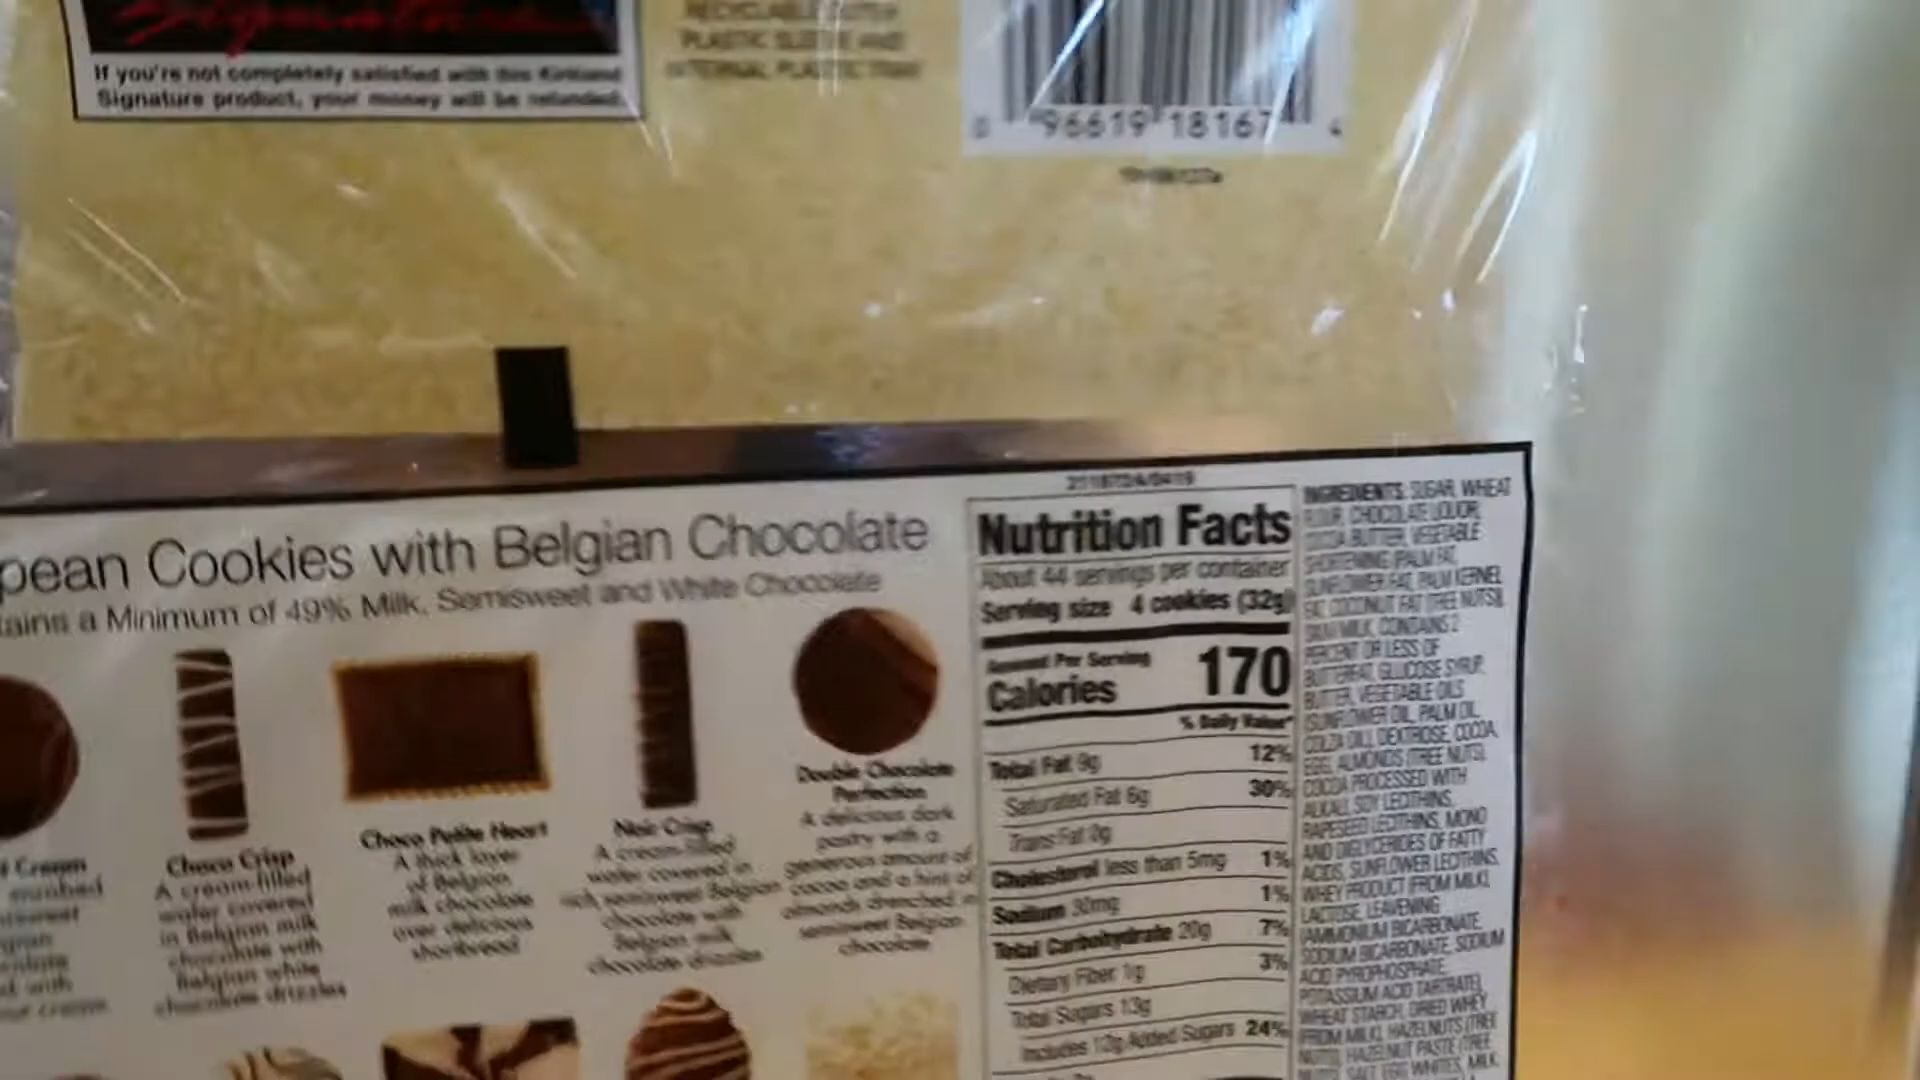 Signature
If you're not completely satisfied with this Kirkland
Signature product, your money will be refunded.
RECYCLABLE OUTER
PLASTIC SLEEVE AND
INTERNAL PLASTIC TRAY
0 96619 18167 4
pean Cookies with Belgian Chocolate
tains a Minimum of 49% Milk, Semisweet and White Chocolate
Choco Crisp
A cream-filled
wafer covered
in Belgian milk
chocolate with
Belgian white
chocolate drizzles
Choco Petite Heart
A thick layer
of Belgian
milk chocolate
over delicious
shortbread
Noir Crisp
A cream-filled
wafer covered in
rich semisweet Belgian
chocolate with
Belgian milk
chocolate drizzles
Double Chocolate
Perfection
A delicious dark
pastry with a
generous amount of
cocoa and a hint of
almonds drenched in
semisweet Belgian
chocolate
Nutrition Facts
About 44 servings per container
Serving size 4 cookies (32g)
Amount Per Serving
Calories 170
% Daily Value*
Total Fat 9g 12%
Saturated Fat 6g 30%
Trans Fat 0g
Cholesterol less than 5mg 1%
Sodium 30mg 1%
Total Carbohydrate 20g 7%
Dietary Fiber 1g 3%
Total Sugars 13g
Includes 12g Added Sugars 24%
INGREDIENTS: SUGAR, WHEAT
FLOUR, CHOCOLATE LIQUOR,
COCOA BUTTER, VEGETABLE
SHORTENING (PALM FAT,
SUNFLOWER FAT, PALM KERNEL
FAT, COCONUT FAT (TREE NUTS)),
SKIM MILK, CONTAINS 2
PERCENT OR LESS OF
BUTTERFAT, GLUCOSE SYRUP,
BUTTER, VEGETABLE OILS
(SUNFLOWER OIL, PALM OIL,
COLZA OIL), DEXTROSE, COCOA,
EGG, ALMONDS (TREE NUTS),
COCOA PROCESSED WITH
ALKALI, SOY LECITHINS,
RAPESEED LECITHINS, MONO
AND DIGLYCERIDES OF FATTY
ACIDS, SUNFLOWER LECITHINS,
WHEY PRODUCT (FROM MILK),
LACTOSE, LEAVENING
(AMMONIUM BICARBONATE,
SODIUM BICARBONATE, SODIUM
ACID PYROPHOSPHATE,
POTASSIUM ACID TARTRATE),
WHEAT STARCH, DRIED WHEY
(FROM MILK), HAZELNUTS (TREE
NUTS), HAZELNUT PASTE (TREE
NUTS), SALT, EGG WHITES, MILK